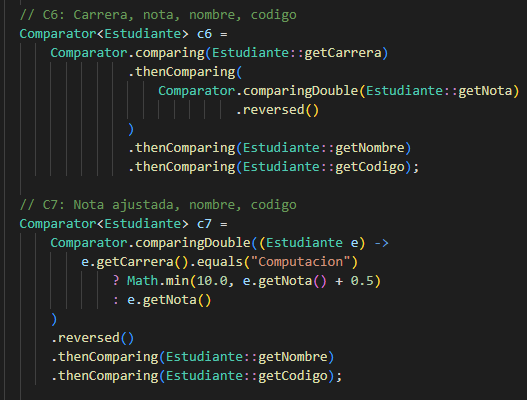 // C6: Carrera, nota, nombre, codigo
Comparator<Estudiante> c6 =
    Comparator.comparing(Estudiante::getCarrera)
              .thenComparing(
                  Comparator.comparingDouble(Estudiante::getNota)
                            .reversed()
              )
              .thenComparing(Estudiante::getNombre)
              .thenComparing(Estudiante::getCodigo);

// C7: Nota ajustada, nombre, codigo
Comparator<Estudiante> c7 =
    Comparator.comparingDouble((Estudiante e) ->
        e.getCarrera().equals("Computacion")
            ? Math.min(10.0, e.getNota() + 0.5)
            : e.getNota()
    )
    .reversed()
    .thenComparing(Estudiante::getNombre)
    .thenComparing(Estudiante::getCodigo);